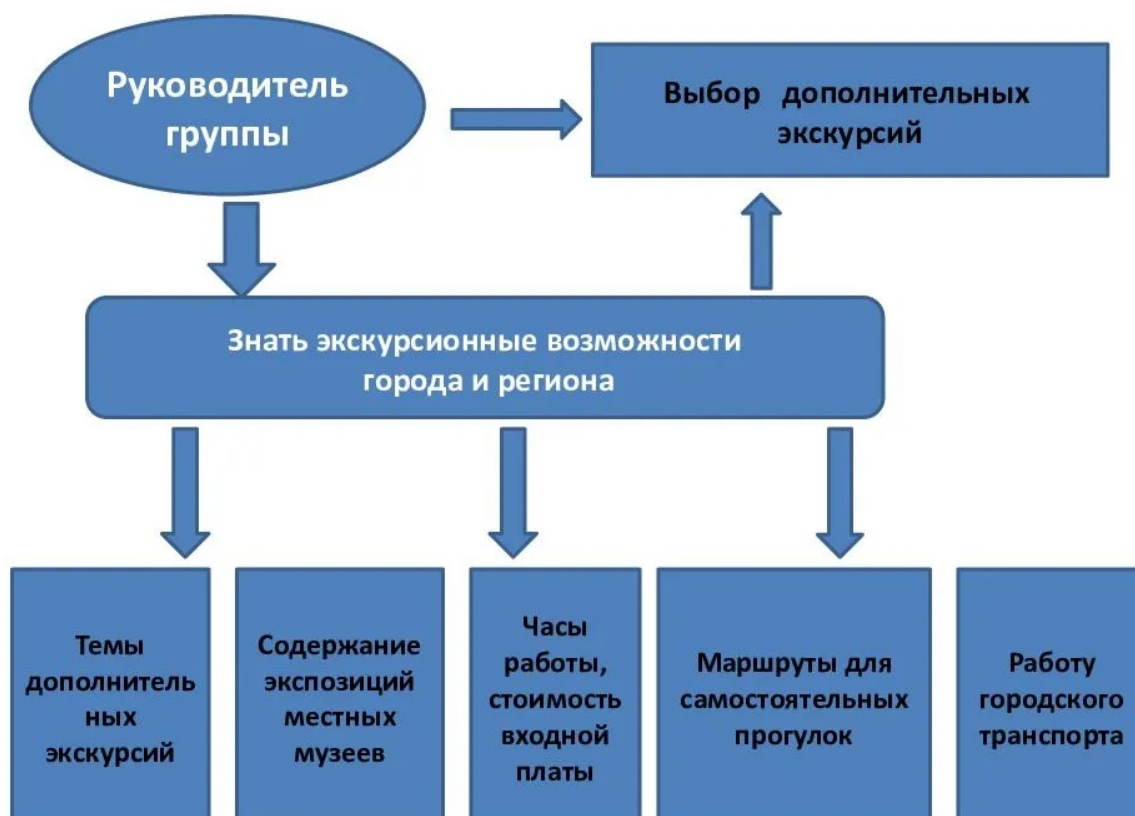 Руководитель
группы
Выбор дополнительных
экскурсий
Знать экскурсионные возможности
города и региона
Темы
дополнитель
ных
экскурсий
Содержание
экспозиций
местных
музеев
Часы
работы,
стоимость
входной
платы
Маршруты для
самостоятельных
прогулок
Работу
городского
транспорта